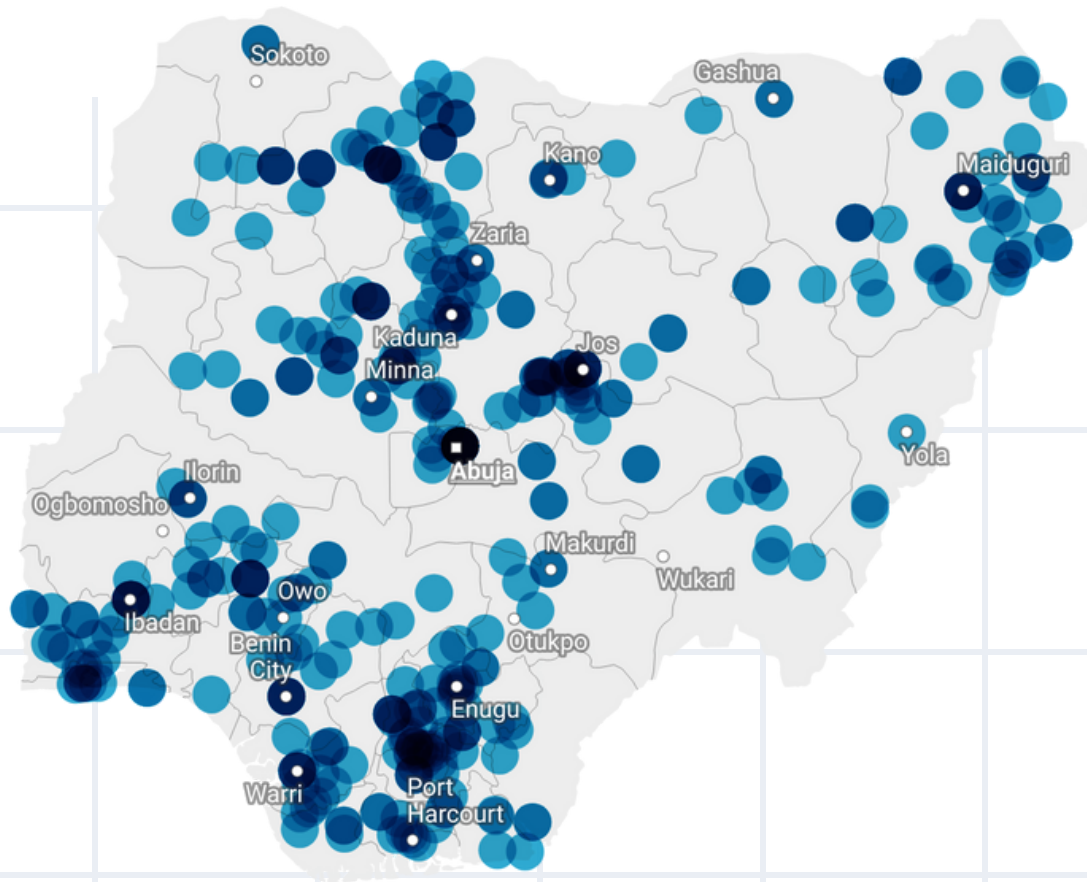 Sokoto
Gashua
Kano
Maiduguri
Zaria
Kaduna
Jos
Minna
Yola
Abuja
Ilorin
Ogbomosho
Makurdi
Wukari
Owo
Ibadan
Otukpo
Benin
City
Enugu
Warri
Port
Harcourt